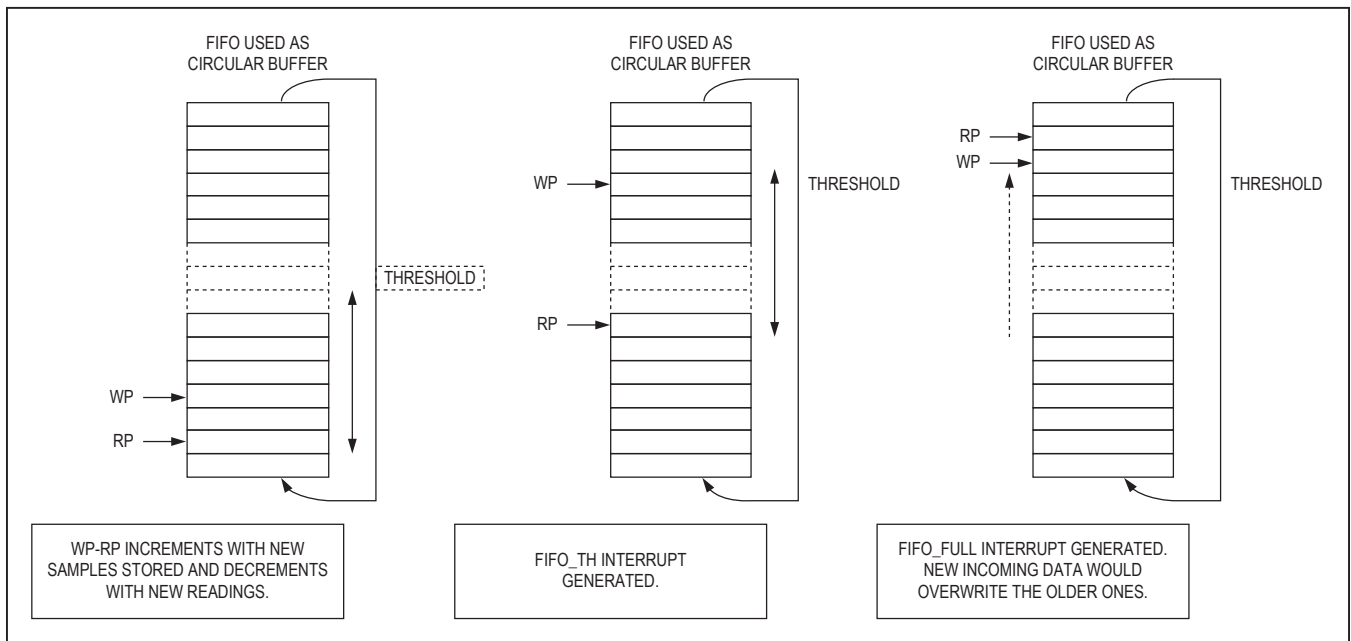 FIFO USED AS
CIRCULAR BUFFER
THRESHOLD
WP
RP
WP-RP INCREMENTS WITH NEW
SAMPLES STORED AND DECREMENTS
WITH NEW READINGS.
FIFO USED AS
CIRCULAR BUFFER
WP
THRESHOLD
RP
FIFO_TH INTERRUPT
GENERATED.
FIFO USED AS
CIRCULAR BUFFER
RP
WP
THRESHOLD
FIFO_FULL INTERRUPT GENERATED.
NEW INCOMING DATA WOULD
OVERWRITE THE OLDER ONES.